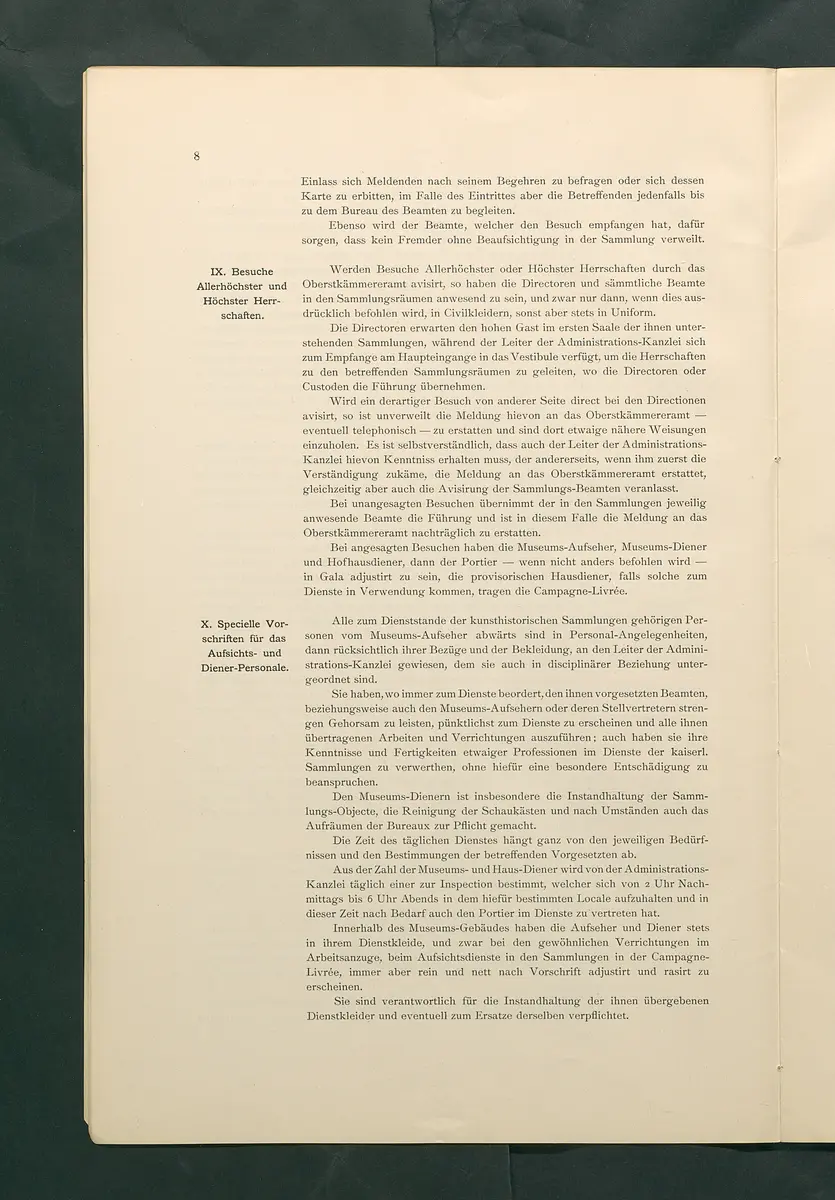 8
Einlass sich Meldenden nach seinem Begehren zu befragen oder sich dessen
Karte zu erbitten, im Falle des Eintrittes aber die Betreffenden jedenfalls bis
zu dem Bureau des Beamten zu begleiten.
Ebenso wird der Beamte, welcher den Besuch empfangen hat, dafür
sorgen, dass kein Fremder ohne Beaufsichtigung in der Sammlung verweilt.
IX. Besuche
Allerhöchster und
Höchster Herr-
schaften.
Werden Besuche Allerhöchster oder Höchster Herrschaften durch das
Oberstkämmereramt avisirt, so haben die Directoren und sämmtliche Beamte
in den Sammlungsräumen anwesend zu sein, und zwar nur dann, wenn dies aus-
drücklich befohlen wird, in Civilkleidern, sonst aber stets in Uniform.
Die Directoren erwarten den hohen Gast im ersten Saale der ihnen unter-
stehenden Sammlungen, während der Leiter der Administrations-Kanzlei sich
zum Empfange am Haupteingange in das Vestibule verfügt, um die Herrschaften
zu den betreffenden Sammlungsräumen zu geleiten, wo die Directoren oder
Custoden die Führung übernehmen.
Wird ein derartiger Besuch von anderer Seite direct bei den Directionen
avisirt, so ist unverweilt die Meldung hievon an das Oberstkämmereramt —
eventuell telephonisch — zu erstatten und sind dort etwaige nähere Weisungen
einzuholen. Es ist selbstverständlich, dass auch der Leiter der Administrations-
Kanzlei hievon Kenntniss erhalten muss, der andererseits, wenn ihm zuerst die
Verständigung zukäme, die Meldung an das Oberstkämmereramt erstattet,
gleichzeitig aber auch die Avisirung der Sammlungs-Beamten veranlasst.
Bei unangesagten Besuchen übernimmt der in den Sammlungen jeweilig
anwesende Beamte die Führung und ist in diesem Falle die Meldung an das
Oberstkämmereramt nachträglich zu erstatten.
Bei angesagten Besuchen haben die Museums-Aufseher, Museums-Diener
und Hofhausdiener, dann der Portier — wenn nicht anders befohlen wird —
in Gala adjustirt zu sein, die provisorischen Hausdiener, falls solche zum
Dienste in Verwendung kommen, tragen die Campagne-Livrée.
X. Specielle Vor-
schriften für das
Aufsichts- und
Diener-Personale.
Alle zum Dienststande der kunsthistorischen Sammlungen gehörigen Per-
sonen vom Museums-Aufseher abwärts sind in Personal-Angelegenheiten,
dann rücksichtlich ihrer Bezüge und der Bekleidung, an den Leiter der Admini-
strations-Kanzlei gewiesen, dem sie auch in disciplinärer Beziehung unter-
geordnet sind.
Sie haben, wo immer zum Dienste beordert, den ihnen vorgesetzten Beamten,
beziehungsweise auch den Museums-Aufsehern oder deren Stellvertretern stren-
gen Gehorsam zu leisten, pünktlichst zum Dienste zu erscheinen und alle ihnen
übertragenen Arbeiten und Verrichtungen auszuführen; auch haben sie ihre
Kenntnisse und Fertigkeiten etwaiger Professionen im Dienste der kaiserl.
Sammlungen zu verwerthen, ohne hiefür eine besondere Entschädigung zu
beanspruchen.
Den Museums-Dienern ist insbesondere die Instandhaltung der Samm-
lungs-Objecte, die Reinigung der Schaukästen und nach Umständen auch das
Aufräumen der Bureaux zur Pflicht gemacht.
Die Zeit des täglichen Dienstes hängt ganz von den jeweiligen Bedürf-
nissen und den Bestimmungen der betreffenden Vorgesetzten ab.
Aus der Zahl der Museums- und Haus-Diener wird von der Administrations-
Kanzlei täglich einer zur Inspection bestimmt, welcher sich von 2 Uhr Nach-
mittags bis 6 Uhr Abends in dem hiefür bestimmten Locale aufzuhalten und in
dieser Zeit nach Bedarf auch den Portier im Dienste zu vertreten hat.
Innerhalb des Museums-Gebäudes haben die Aufseher und Diener stets
in ihrem Dienstkleide, und zwar bei den gewöhnlichen Verrichtungen im
Arbeitsanzuge, beim Aufsichtsdienste in den Sammlungen in der Campagne-
Livrée, immer aber rein und nett nach Vorschrift adjustirt und rasirt zu
erscheinen.
Sie sind verantwortlich für die Instandhaltung der ihnen übergebenen
Dienstkleider und eventuell zum Ersatze derselben verpflichtet.